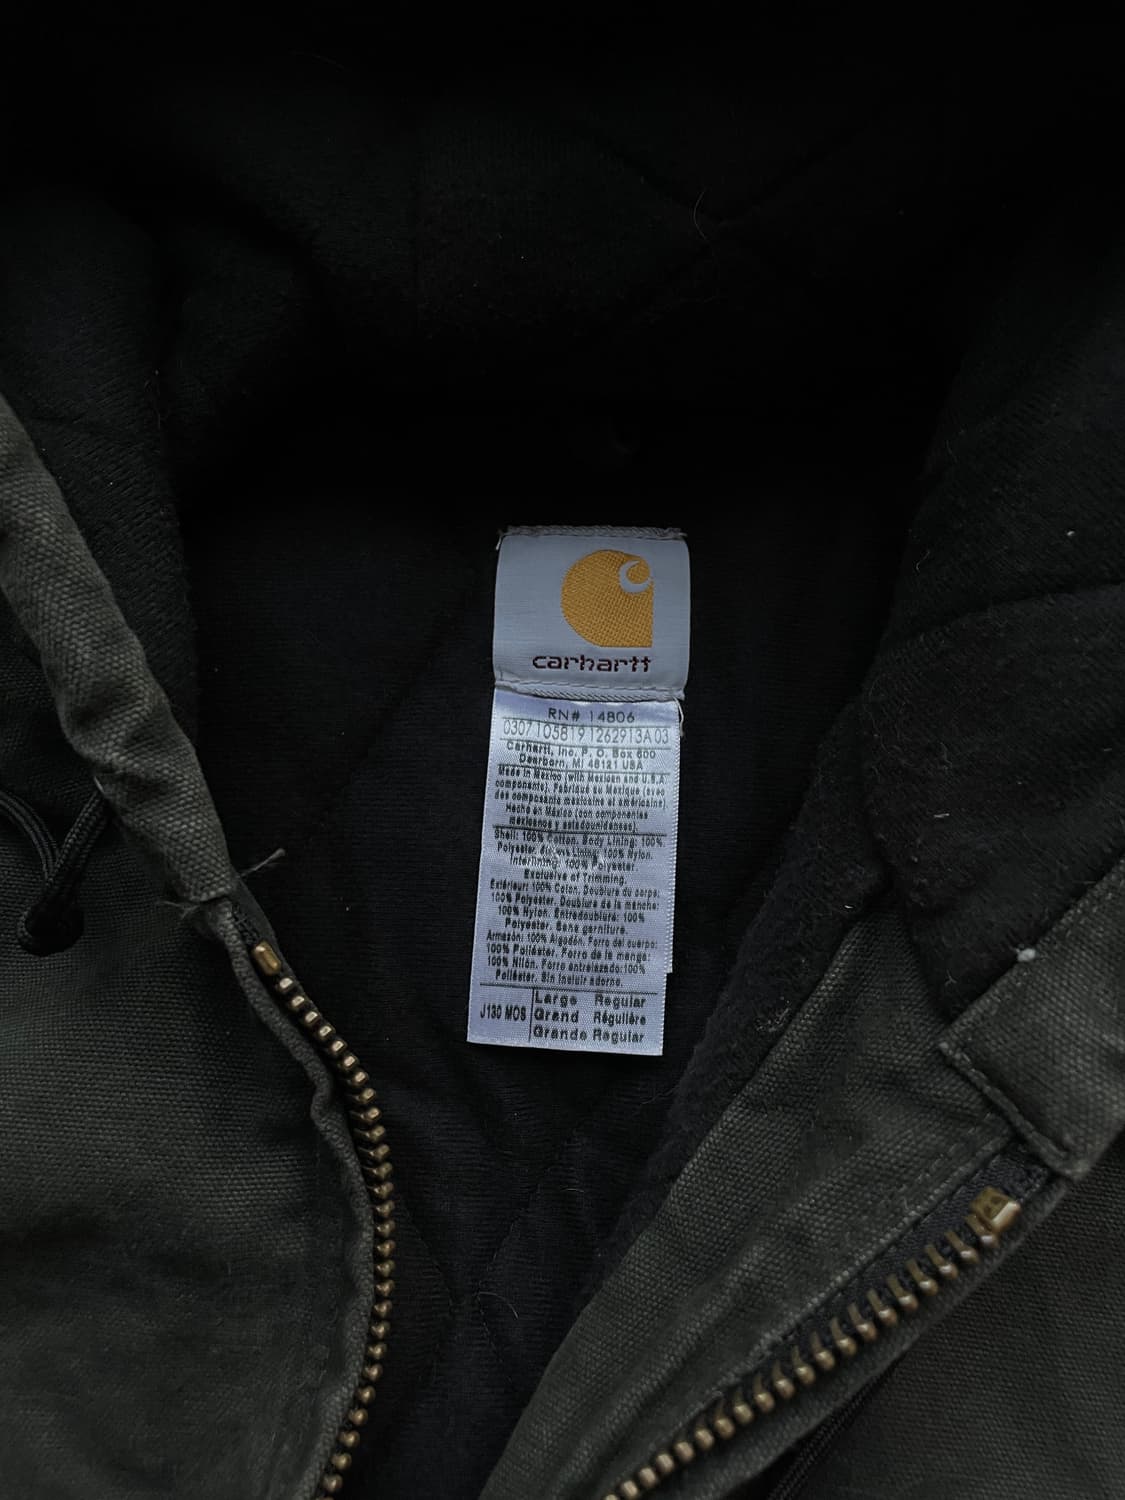 carhartt
RN# 14806
0307105819 1262913A 03
Carhartt, Inc. P. O. Box 600
Dearborn, MI 48121 USA
Made in Mexico (with Mexican and U.S.A
components). Fabriqué au Mexique (avec
des composants mexicains et américains).
Hecho en México (con componentes
mexicanos y estadounidenses).
Shell: 100% Cotton. Body Lining: 100%
Polyester. Lining: 100% Nylon.
Interlining: 100% Polyester.
Exclusive of Trimming.
Extérieur: 100% Coton. Doublure du corps:
100% Polyester. Doublure de la manche:
100% Nylon. Entredoublure: 100%
Polyester. Sans garniture.
Armazón: 100% Algodón. Forro del cuerpo:
100% Poliéster. Forro de la manga:
100% Nilón. Forro entrelazado: 100%
Poliéster. Sin incluir adorno.
J130 MOS
Large Regular
Grand Régulière
Grande Regular